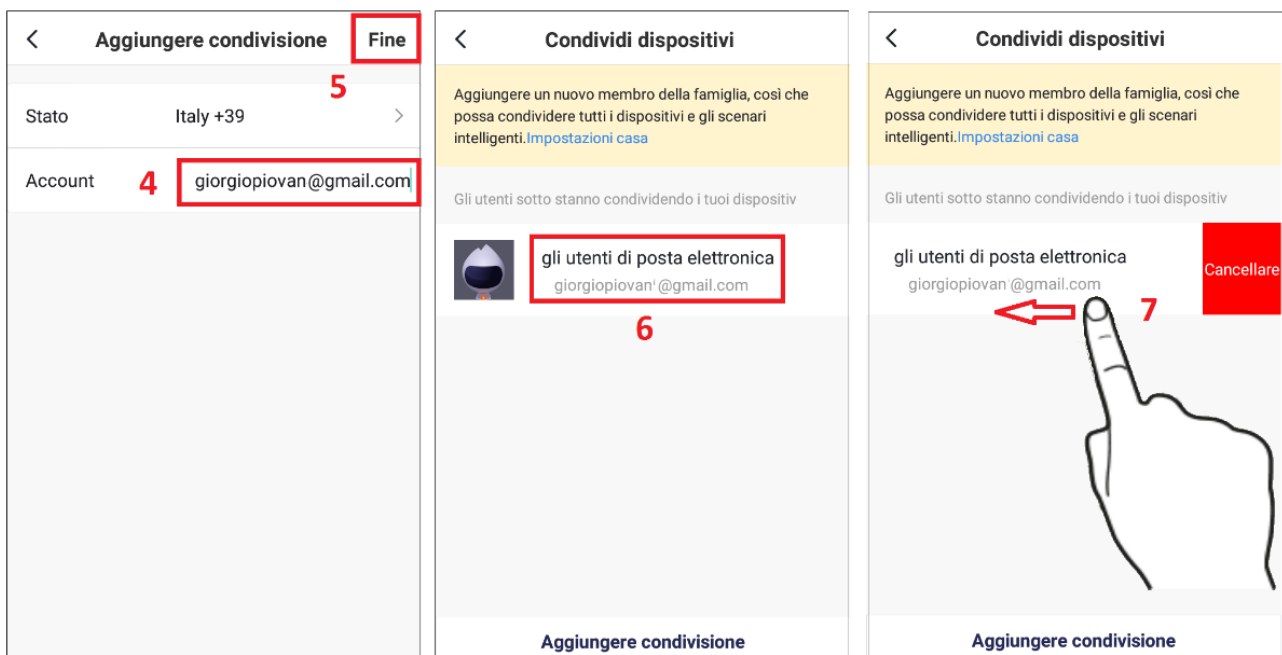 Aggiungere condivisione Fine
5
Stato Italy +39
Account 4 giorgiopiovan@gmail.com
Condividi dispositivi
Aggiungere un nuovo membro della famiglia, così che
possa condividere tutti i dispositivi e gli scenari
intelligenti.Impostazioni casa
Gli utenti sotto stanno condividendo i tuoi dispositiv
gli utenti di posta elettronica
giorgiopiovan'@gmail.com
6
Aggiungere condivisione
Condividi dispositivi
Aggiungere un nuovo membro della famiglia, così che
possa condividere tutti i dispositivi e gli scenari
intelligenti.Impostazioni casa
Gli utenti sotto stanno condividendo i tuoi dispositiv
gli utenti di posta elettronica
giorgiopiovan'@gmail.com
Cancellare
7
Aggiungere condivisione